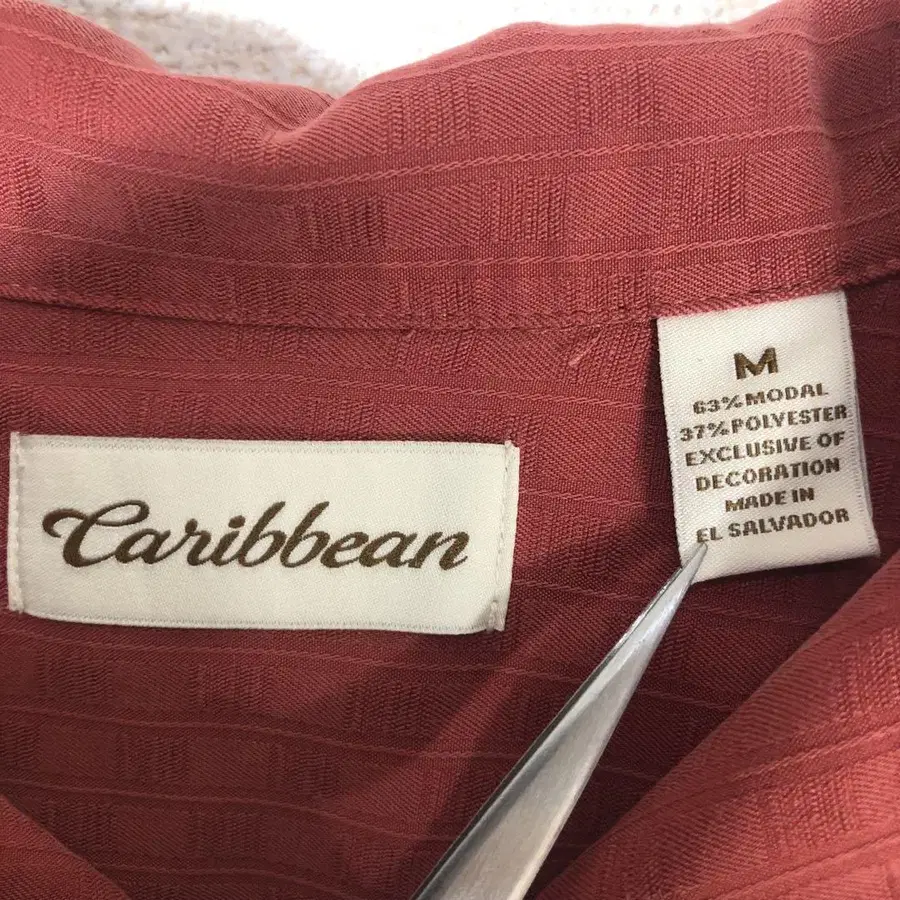 Caribbean
M
63% MODAL
37% POLYESTER
EXCLUSIVE OF
DECORATION
MADE IN
EL SALVADOR